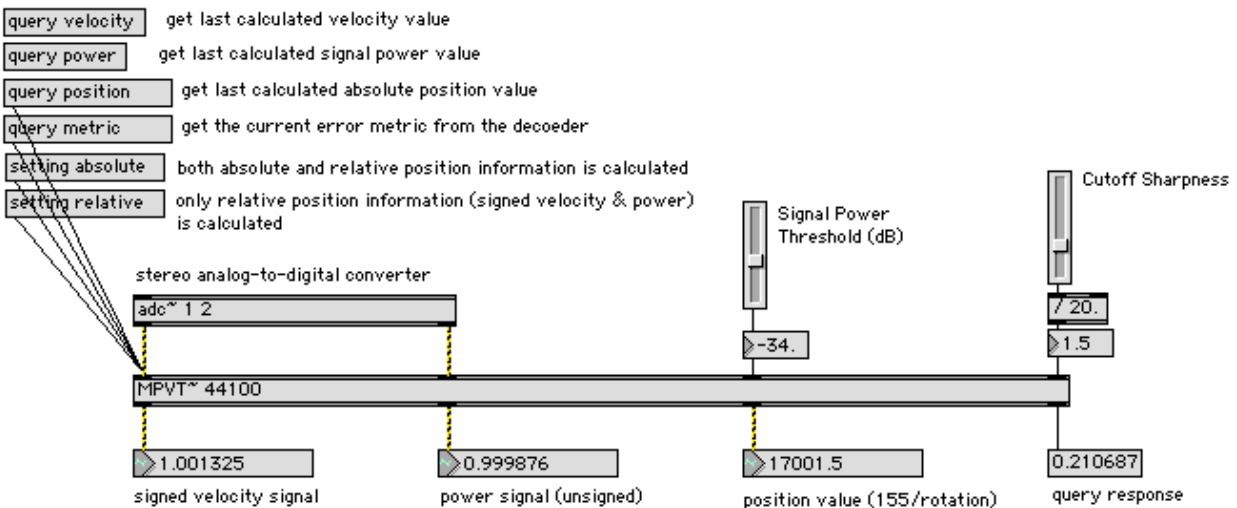 query velocity get last calculated velocity value
query power get last calculated signal power value
query position get last calculated absolute position value
query metric get the current error metric from the decoeder
setting absolute both absolute and relative position information is calculated
setting relative only relative position information (signed velocity & power)
is calculated
Cutoff Sharpness
Signal Power
Threshold (dB)
stereo analog-to-digital converter
adc~ 1 2
/ 20.
-34.
1.5
MPVT~ 44100
1.001325
0.999876
17001.5
0.210687
signed velocity signal
power signal (unsigned)
position value (155/rotation)
query response